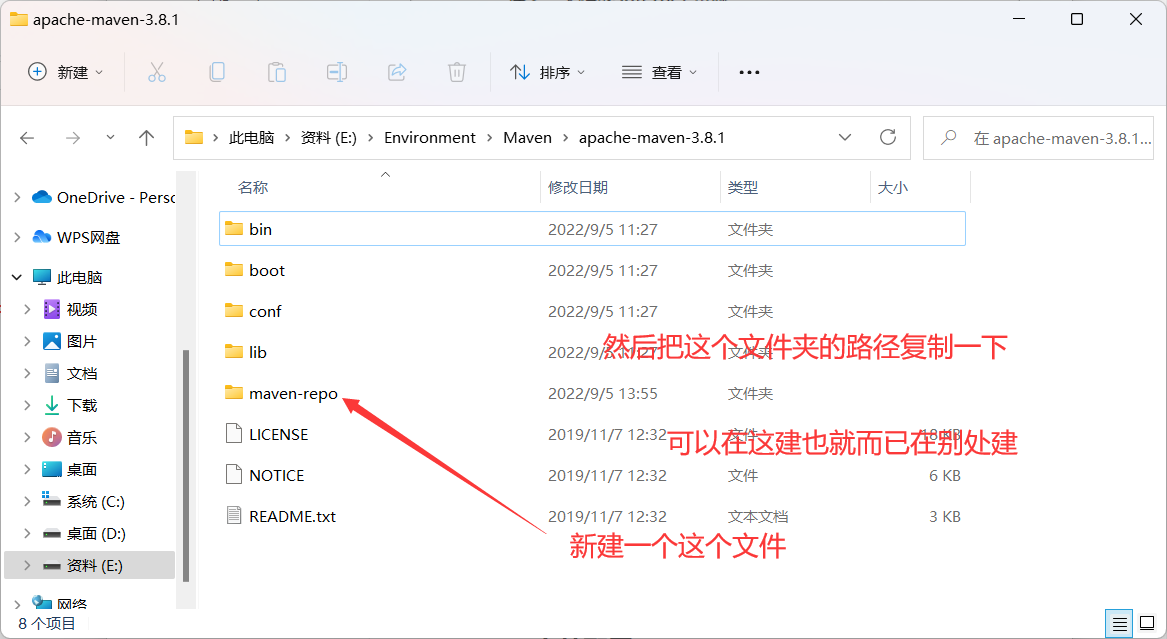 apache-maven-3.8.1
新建 排序 查看
此电脑 资料 (E:) Environment Maven apache-maven-3.8.1 在 apache-maven-3.8.1...
名称 修改日期 类型 大小
OneDrive - Perso
WPS网盘
此电脑
视频
图片
文档
下载
音乐
桌面
系统 (C:)
桌面 (D:)
资料 (E:)
网络
bin 2022/9/5 11:27 文件夹
boot 2022/9/5 11:27 文件夹
conf 2022/9/5 11:27 文件夹
lib 2022/9/5 11:27 文件夹
然后把这个文件夹的路径复制一下
maven-repo 2022/9/5 13:55 文件夹
LICENSE 2019/11/7 12:32 文件 18 KB
可以在这建也就而已在别处建
NOTICE 2019/11/7 12:32 文件 6 KB
README.txt 2019/11/7 12:32 文本文档 3 KB
新建一个这个文件
8 个项目